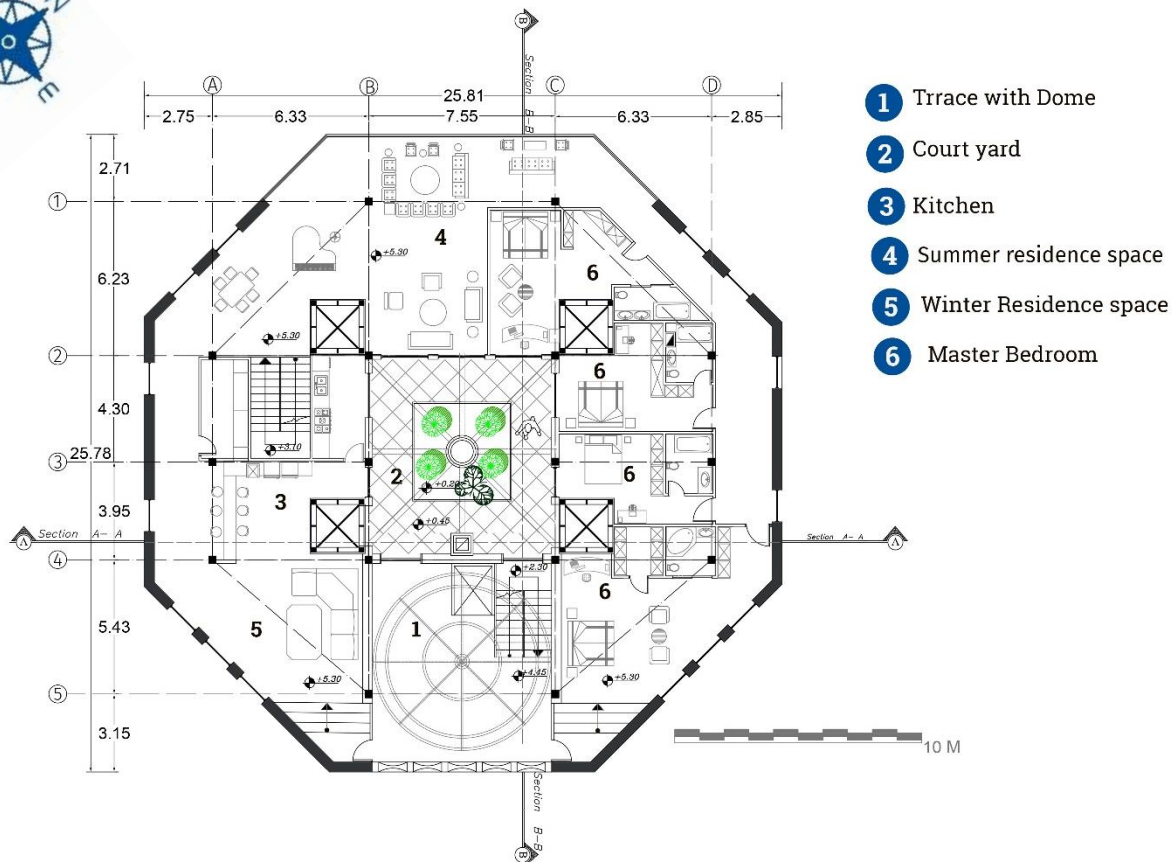 E
B
Section B-B
A
B
C
D
25.81
2.75
6.33
7.55
6.33
2.85
1
Trrace with Dome
2
Court yard
3
Kitchen
4
Summer residence space
5
Winter Residence space
6
Master Bedroom
2.71
1
4
+5.30
6.23
6
+5.30
2
6
4.30
+3.10
25.78
3
2
6
3
+0.20
3.95
+0.45
Section A- A
A
Section A- A
A
4
+2.30
6
5.43
5
1
+4.45
+5.30
+5.30
5
3.15
10 M
Section B-B
B